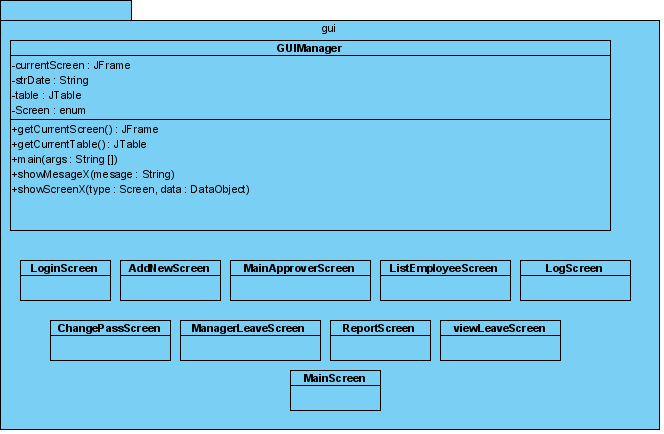 gui
GUIManager
-currentScreen : JFrame
-strDate : String
-table : JTable
-Screen : enum
+getCurrentScreen() : JFrame
+getCurrentTable() : JTable
+main(args : String [])
+showMesageX(mesage : String)
+showScreenX(type : Screen, data : DataObject)
LoginScreen AddNewScreen MainApproverScreen ListEmployeeScreen LogScreen
ChangePassScreen ManagerLeaveScreen ReportScreen viewLeaveScreen
MainScreen